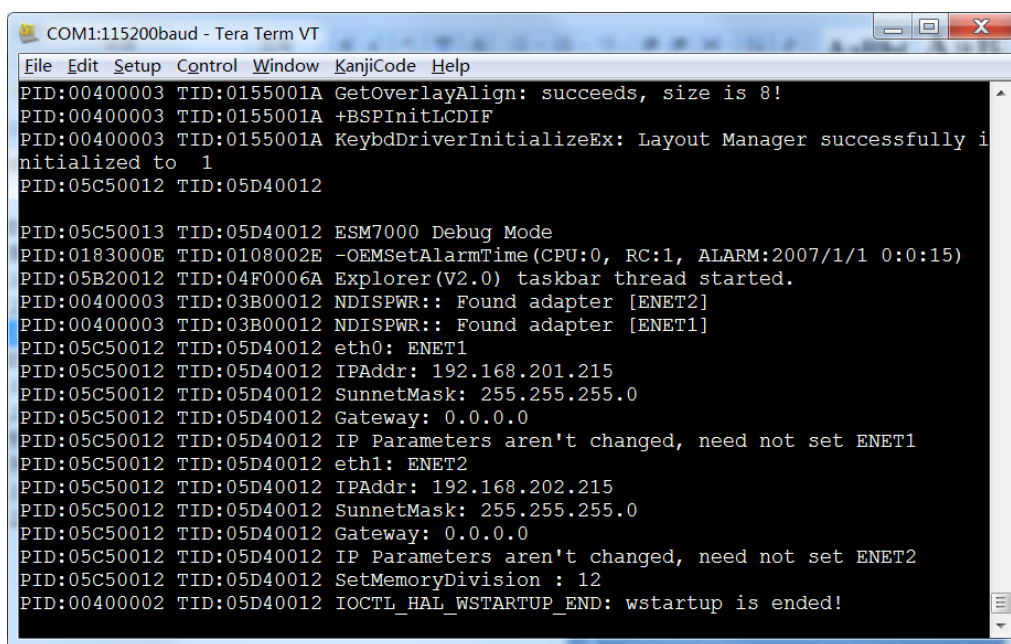 COM1:115200baud - Tera Term VT
File Edit Setup Control Window KanjiCode Help
PID:00400003 TID:0155001A GetOverlayAlign: succeeds, size is 8!
PID:00400003 TID:0155001A +BSPInitLCDIF
PID:00400003 TID:0155001A KeybdDriverInitializeEx: Layout Manager successfully i
nitialized to  1
PID:05C50012 TID:05D40012
PID:05C50013 TID:05D40012 ESM7000 Debug Mode
PID:0183000E TID:0108002E -OEMSetAlarmTime(CPU:0, RC:1, ALARM:2007/1/1 0:0:15)
PID:05B20012 TID:04F0006A Explorer(V2.0) taskbar thread started.
PID:00400003 TID:03B00012 NDISPWR:: Found adapter [ENET2]
PID:00400003 TID:03B00012 NDISPWR:: Found adapter [ENET1]
PID:05C50012 TID:05D40012 eth0: ENET1
PID:05C50012 TID:05D40012 IPAddr: 192.168.201.215
PID:05C50012 TID:05D40012 SunnetMask: 255.255.255.0
PID:05C50012 TID:05D40012 Gateway: 0.0.0.0
PID:05C50012 TID:05D40012 IP Parameters aren't changed, need not set ENET1
PID:05C50012 TID:05D40012 eth1: ENET2
PID:05C50012 TID:05D40012 IPAddr: 192.168.202.215
PID:05C50012 TID:05D40012 SunnetMask: 255.255.255.0
PID:05C50012 TID:05D40012 Gateway: 0.0.0.0
PID:05C50012 TID:05D40012 IP Parameters aren't changed, need not set ENET2
PID:05C50012 TID:05D40012 SetMemoryDivision : 12
PID:00400002 TID:05D40012 IOCTL_HAL_WSTARTUP_END: wstartup is ended!